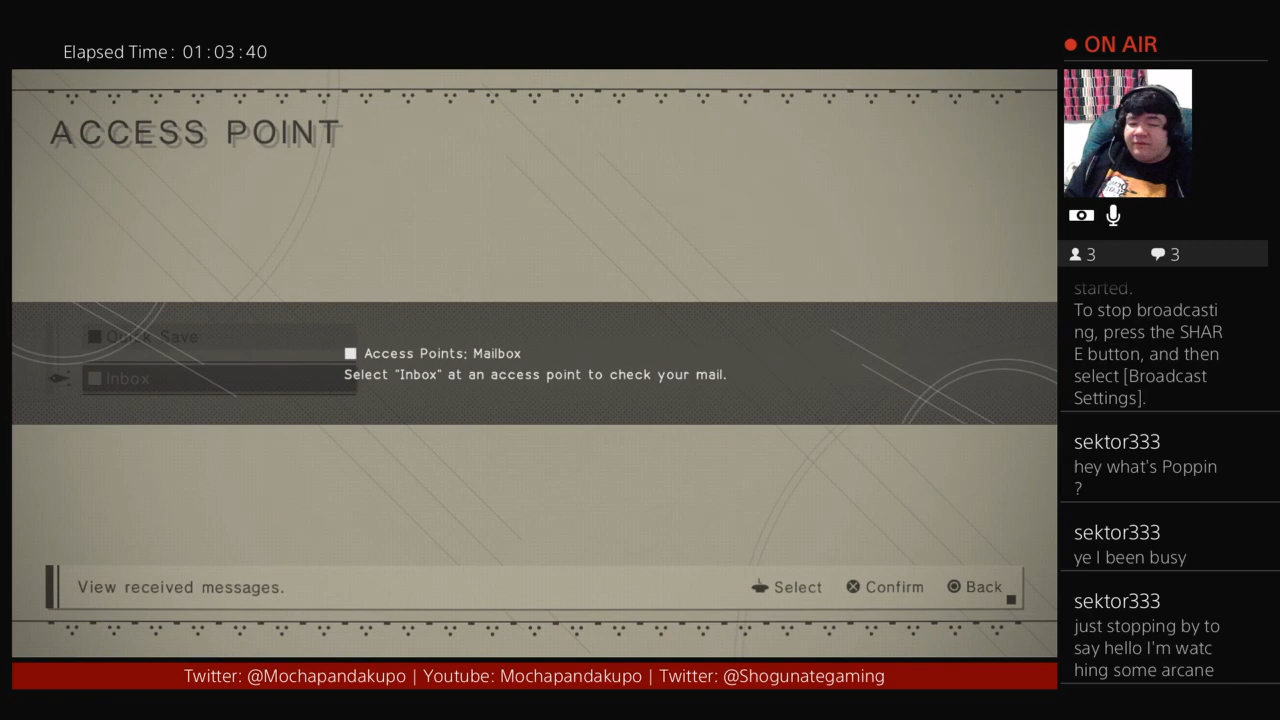 Elapsed Time: 01:03:40
ON AIR
ACCESS POINT
3 3
started.
To stop broadcasti
ng, press the SHAR
E button, and then
select [Broadcast
Settings].
Quick Save
Access Points: Mailbox
Inbox
Select "Inbox" at an access point to check your mail.
sektor333
hey what's Poppin
?
sektor333
ye I been busy
sektor333
just stopping by to
say hello I'm watc
hing some arcane
View received messages.
Select Confirm Back
Twitter: @Mochapandakupo | Youtube: Mochapandakupo | Twitter: @Shogunategaming